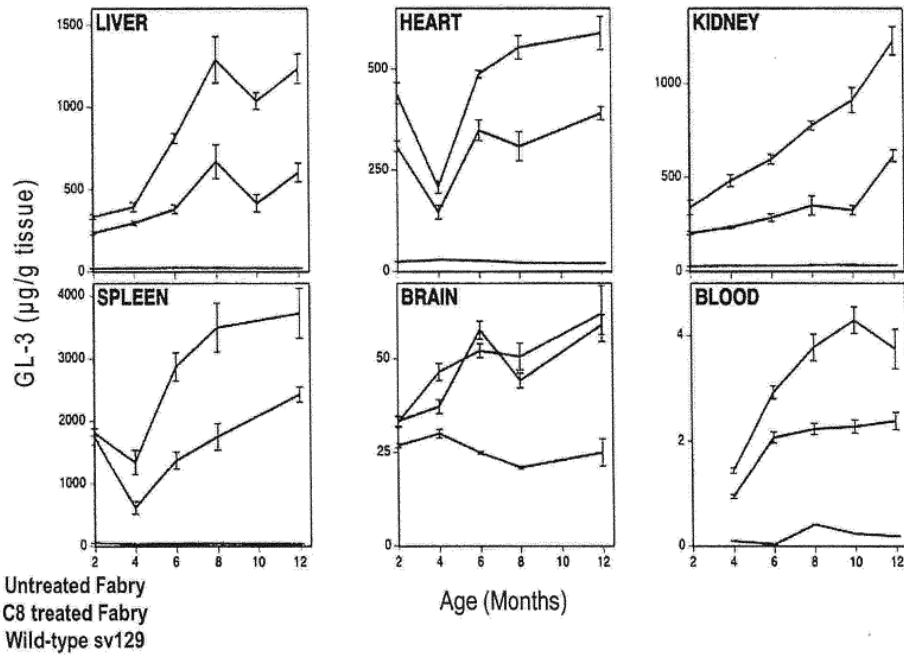 LIVER
HEART
KIDNEY
1500
1000
500
0
500
250
0
1000
500
0
SPLEEN
BRAIN
BLOOD
4000
3000
2000
1000
0
50
25
0
4
2
0
2 4 6 8 10 12
2 4 6 8 10 12
2 4 6 8 10 12
GL-3 (µg/g tissue)
Age (Months)
Untreated Fabry
C8 treated Fabry
Wild-type sv129